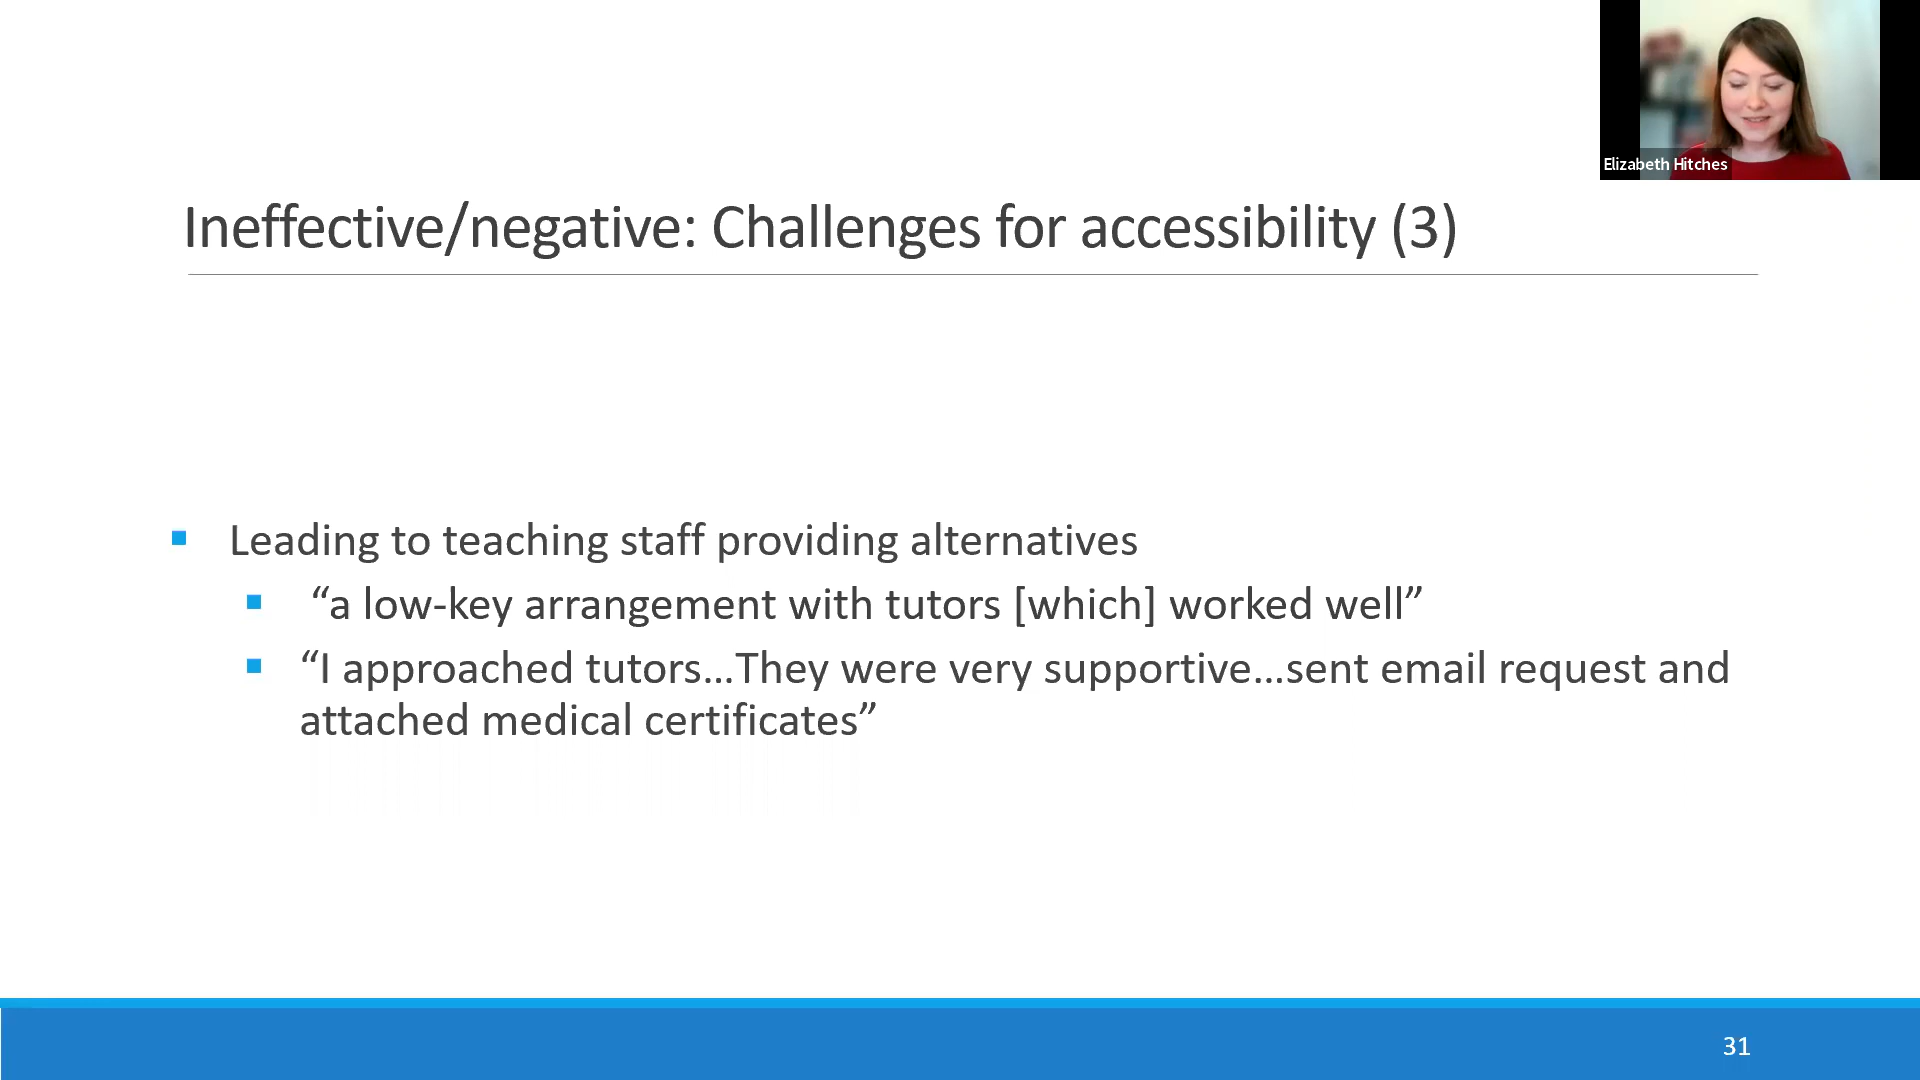 Elizabeth Hitches
Ineffective/negative: Challenges for accessibility (3)
Leading to teaching staff providing alternatives
“a low-key arrangement with tutors [which] worked well”
“I approached tutors…They were very supportive…sent email request and
attached medical certificates”
31